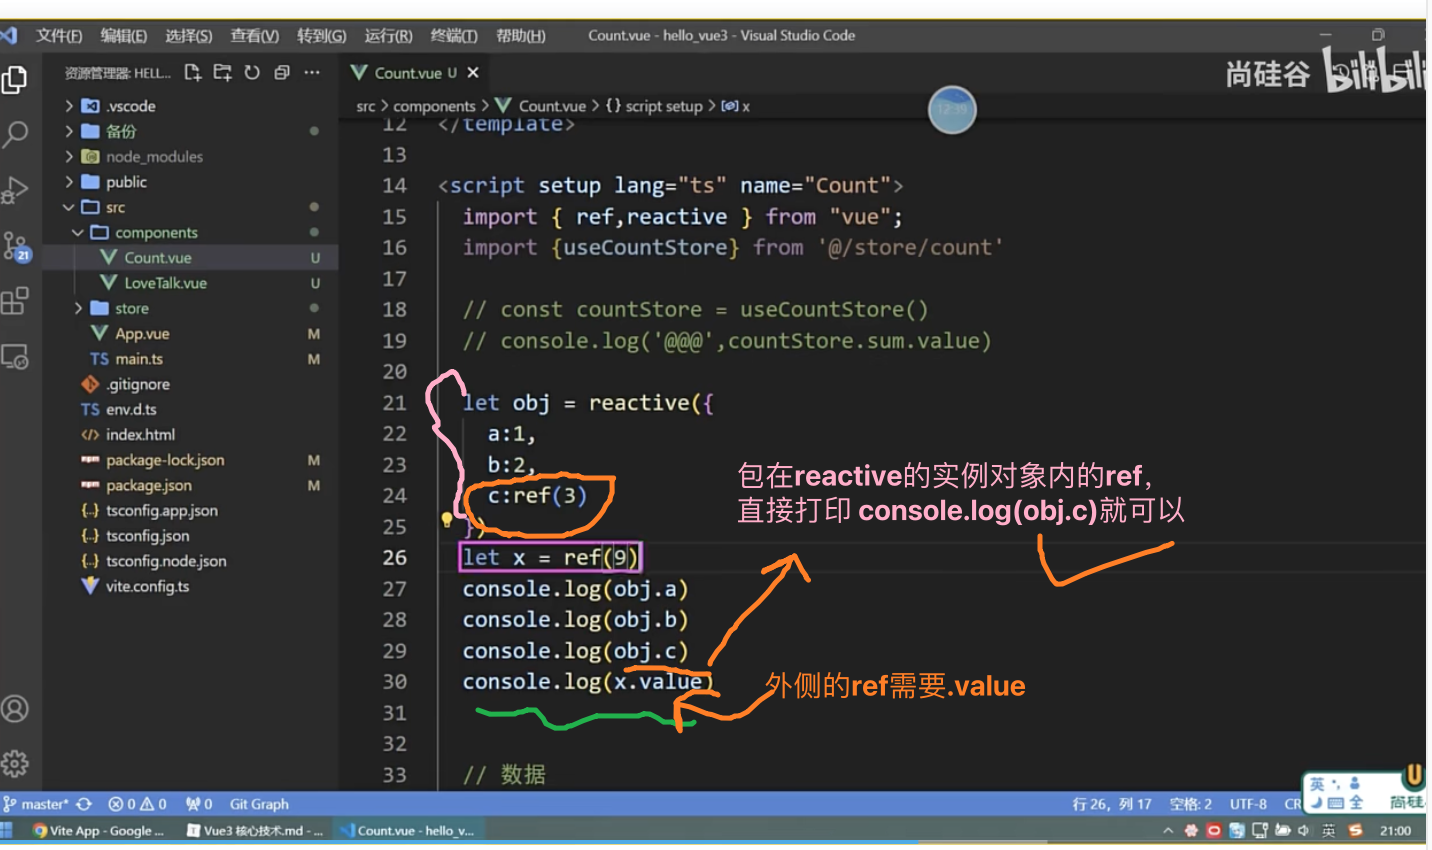 文件(F) 编辑(E) 选择(S) 查看(V) 转到(G) 运行(R) 终端(T) 帮助(H) Count.vue - hello_vue3 - Visual Studio Code
资源管理器: HELL... ···
Count.vue U ×
尚硅谷 bilibili
src > components > Count.vue > {} script setup > x
12:39
.vscode
备份
node_modules
public
src
components
Count.vue U
LoveTalk.vue U
store
App.vue M
TS main.ts M
.gitignore
TS env.d.ts
index.html
package-lock.json M
package.json M
{..} tsconfig.app.json
{..} tsconfig.json
{..} tsconfig.node.json
vite.config.ts
21
12 </template>
13
14 <script setup lang="ts" name="Count">
15 import { ref,reactive } from "vue";
16 import {useCountStore} from '@/store/count'
17
18 // const countStore = useCountStore()
19 // console.log('@@@',countStore.sum.value)
20
21 let obj = reactive({
22 a:1,
23 b:2,
24 c:ref(3)
25 })
26 let x = ref(9)
27 console.log(obj.a)
28 console.log(obj.b)
29 console.log(obj.c)
30 console.log(x.value)
31
32
33 // 数据
包在reactive的实例对象内的ref,
直接打印 console.log(obj.c)就可以
外侧的ref需要.value
master* 0 0 0 Git Graph 行 26，列 17 空格: 2 UTF-8 CR
英 全 尚硅
Vite App - Google ... Vue3 核心技术.md - ... Count.vue - hello_v... 英 21:00